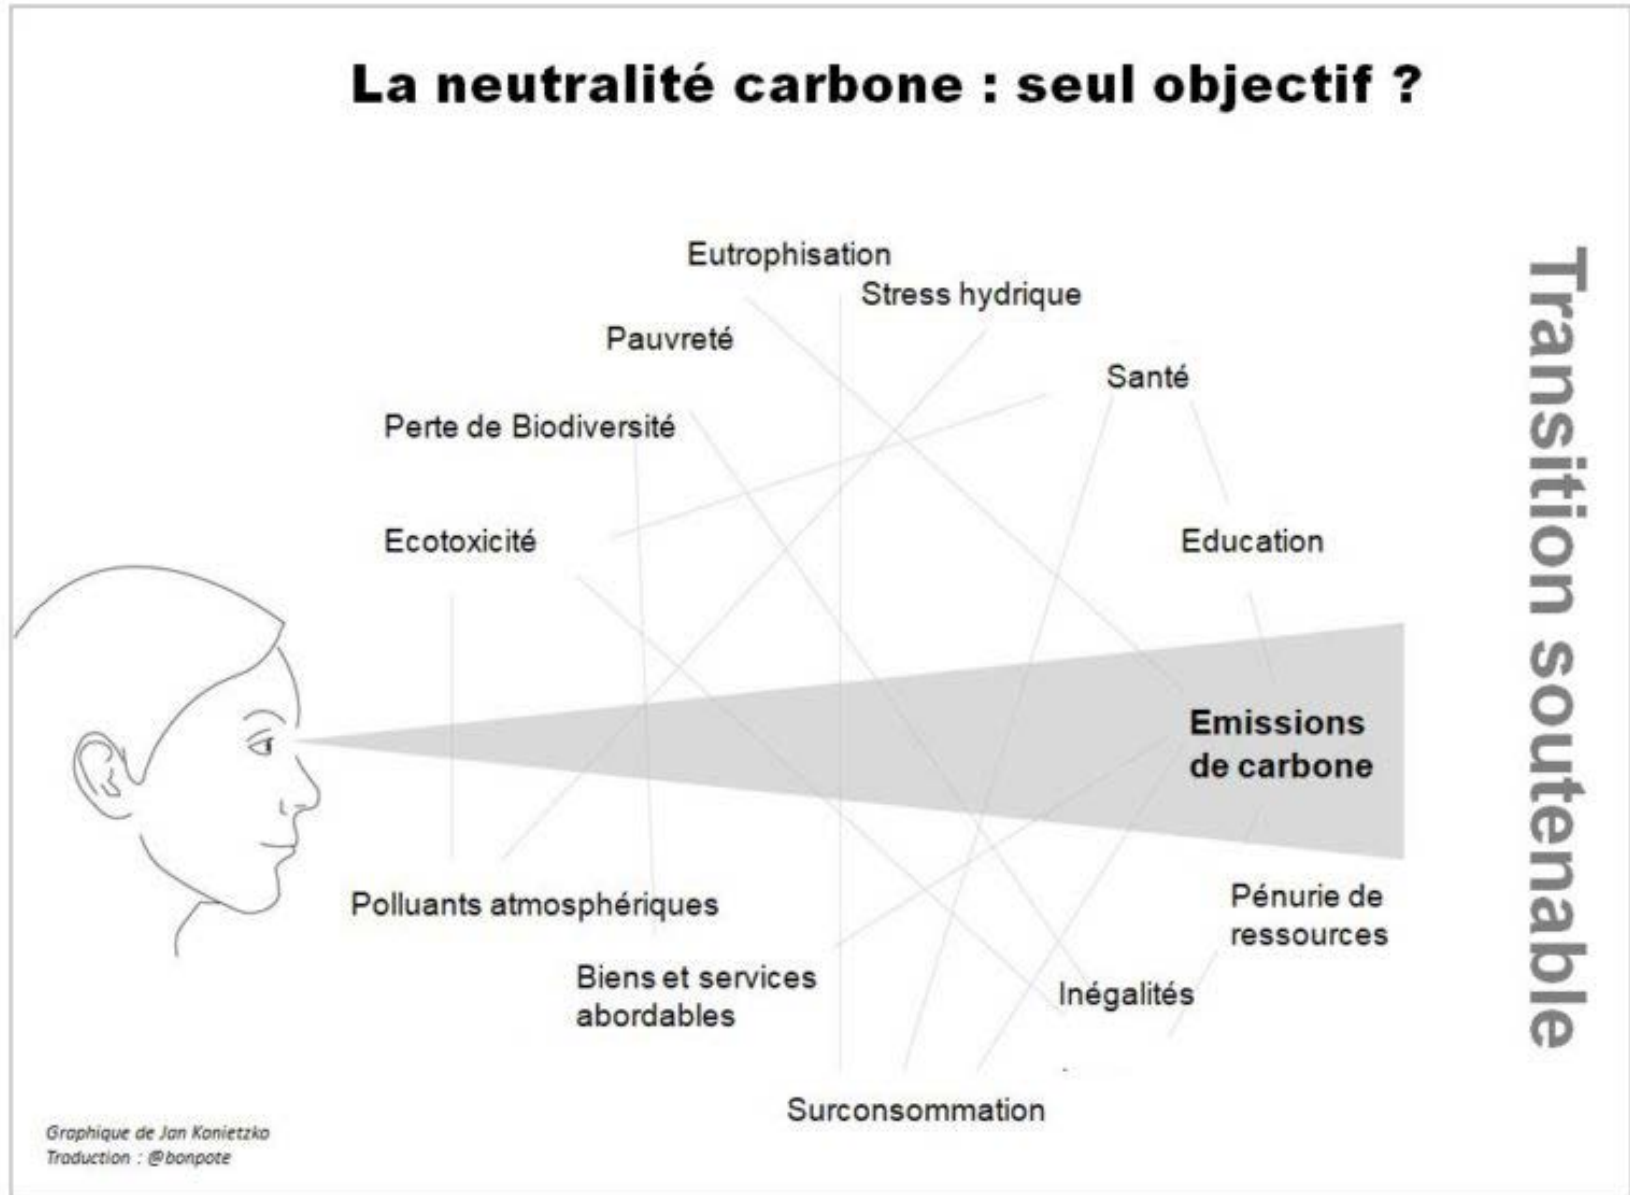 La neutralité carbone : seul objectif ?
Eutrophisation
Stress hydrique
Pauvreté
Santé
Perte de Biodiversité
Ecotoxicité
Education
Emissions
de carbone
Polluants atmosphériques
Pénurie de
ressources
Biens et services
abordables
Inégalités
Surconsommation
Transition soutenable
Graphique de Jan Konietzko
Traduction : @bonpote